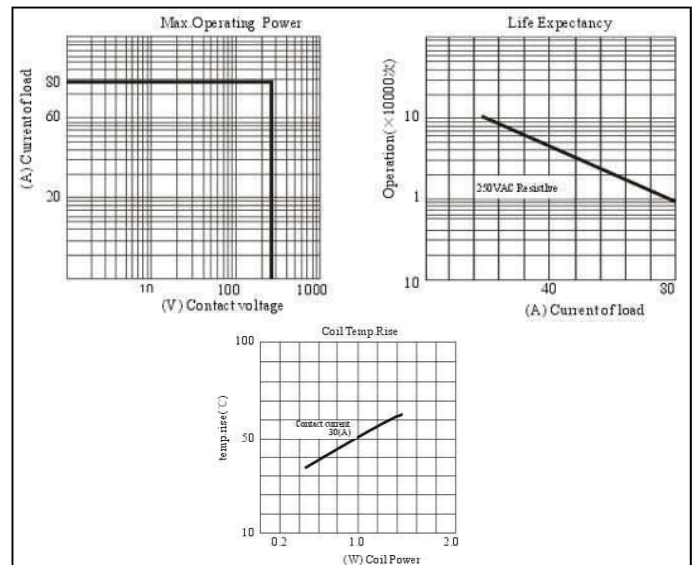 Max.Operating Power
(A) Current of load
80
60
20
10
100
1000
(V) Contact voltage
Life Expectancy
Operation(×10000次)
10
1
10
250VAC Resistive
40
80
(A) Current of load
Coil Temp.Rise
temp.rise(℃)
100
50
10
Contact current
30(A)
0.2
1.0
2.0
(W) Coil Power